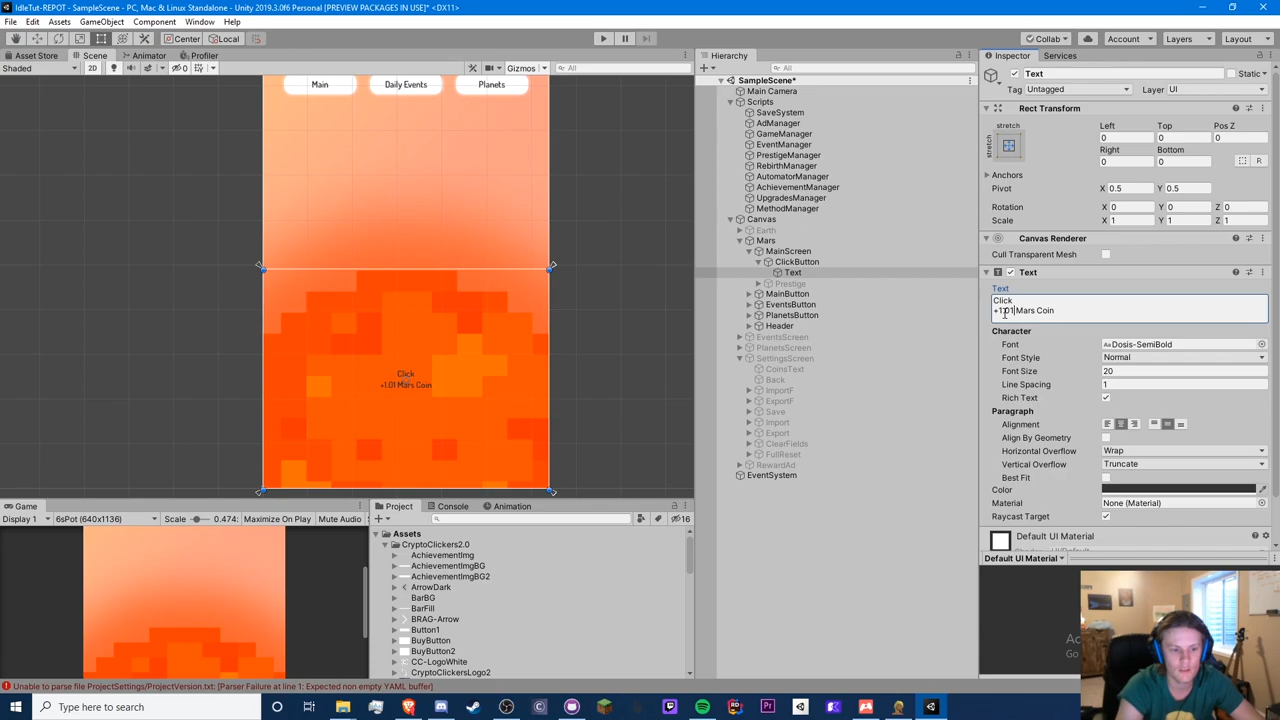 IdleTut-REPOT - SampleScene - PC, Mac & Linux Standalone - Unity 2019.3.0f6 Personal [PREVIEW PACKAGES IN USE]* <DX11>
File Edit Assets GameObject Component Window Help
Center Local Collab Account Layers Layout
Asset Store Scene Animator Profiler
Shaded 2D 0 Gizmos All
Main Daily Events Planets
Click
+1.01 Mars Coin
Hierarchy
All
SampleScene*
Main Camera
Scripts
SaveSystem
AdManager
GameManager
EventManager
PrestigeManager
RebirthManager
AutomatorManager
AchievementManager
UpgradesManager
MethodManager
Canvas
Earth
Mars
MainScreen
ClickButton
Text
Prestige
MainButton
EventsButton
PlanetsButton
Header
EventsScreen
PlanetsScreen
SettingsScreen
CoinsText
Back
ImportF
ExportF
Save
Import
Export
ClearFields
FullReset
RewardAd
EventSystem
Inspector Services
Text Static
Tag Untagged Layer UI
Rect Transform
stretch Left Top Pos Z
stretch 0 0 0
Right Bottom
0 0 R
Anchors
Pivot X 0.5 Y 0.5
Rotation X 0 Y 0 Z 0
Scale X 1 Y 1 Z 1
Canvas Renderer
Cull Transparent Mesh
Text
Text
Click
+1.01 Mars Coin
Character
Font Aa Dosis-SemiBold
Font Style Normal
Font Size 20
Line Spacing 1
Rich Text
Paragraph
Alignment
Align By Geometry
Horizontal Overflow Wrap
Vertical Overflow Truncate
Best Fit
Color
Material None (Material)
Raycast Target
Default UI Material
Default UI Material
Game
Display 1 6sPot (640x1136) Scale 0.474: Maximize On Play Mute Audio
Project Console Animation
16
Assets
CryptoClickers2.0
AchievementImg
AchievementImgBG
AchievementImgBG2
ArrowDark
BarBG
BarFill
BRAG-Arrow
Button1
BuyButton
BuyButton2
CC-LogoWhite
CryptoClickersLogo2
Unable to parse file ProjectSettings/ProjectVersion.txt: [Parser Failure at line 1: Expected non empty YAML buffer]
Type here to search